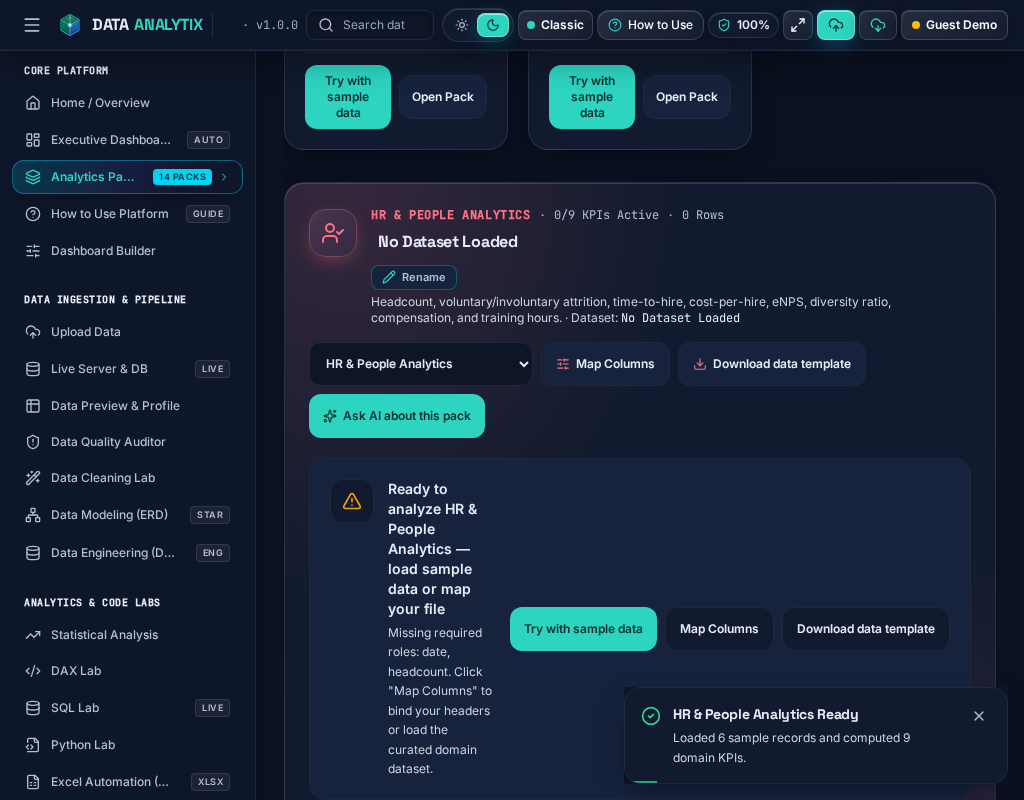 DATA ANALYTIX
· v1.0.0
Search dat
Classic
How to Use
100%
Guest Demo
CORE PLATFORM
Home / Overview
Executive Dashboa... AUTO
Analytics Pa... 14 PACKS
How to Use Platform GUIDE
Dashboard Builder
DATA INGESTION & PIPELINE
Upload Data
Live Server & DB LIVE
Data Preview & Profile
Data Quality Auditor
Data Cleaning Lab
Data Modeling (ERD) STAR
Data Engineering (D... ENG
ANALYTICS & CODE LABS
Statistical Analysis
DAX Lab
SQL Lab LIVE
Python Lab
Excel Automation (... XLSX
Try with
sample
data
Open Pack
Try with
sample
data
Open Pack
HR & PEOPLE ANALYTICS · 0/9 KPIs Active · 0 Rows
No Dataset Loaded
Rename
Headcount, voluntary/involuntary attrition, time-to-hire, cost-per-hire, eNPS, diversity ratio,
compensation, and training hours. · Dataset: No Dataset Loaded
HR & People Analytics
Map Columns
Download data template
Ask AI about this pack
Ready to
analyze HR &
People
Analytics —
load sample
data or map
your file
Missing required
roles: date,
headcount. Click
"Map Columns" to
bind your headers
or load the
curated domain
dataset.
Try with sample data
Map Columns
Download data template
HR & People Analytics Ready
Loaded 6 sample records and computed 9
domain KPIs.